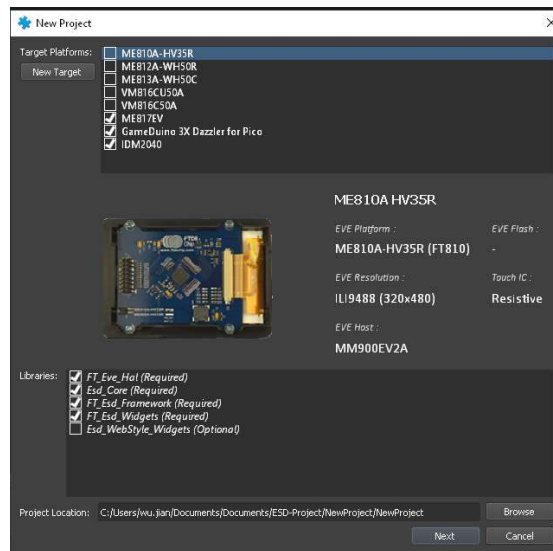 New Project
Target Platforms:
New Target
ME810A-HV35R
ME812A-WH50R
ME813A-WH50C
VM816CU50A
VM816C50A
ME817EV
GameDuino 3X Dazzler for Pico
IDM2040
ME810A HV35R
EVE Platform :
EVE Flash :
ME810A-HV35R (FT810)
-
EVE Resolution :
Touch IC :
ILI9488 (320x480)
Resistive
EVE Host :
MM900EV2A
Libraries:
FT_Eve_Hal (Required)
Esd_Core (Required)
FT_Esd_Framework (Required)
FT_Esd_Widgets (Required)
Esd_WebStyle_Widgets (Optional)
Project Location:
C:/Users/wu.jian/Documents/Documents/ESD-Project/NewProject/NewProject
Browse
Next
Cancel